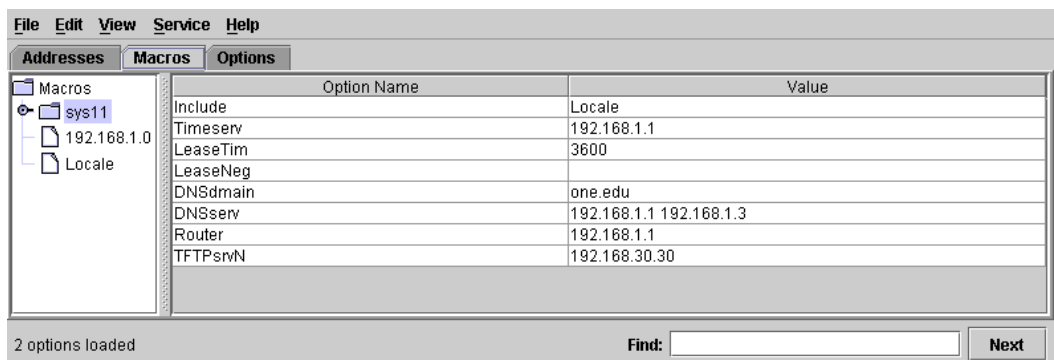 File Edit View Service Help
Addresses Macros Options
Macros
sys11
192.168.1.0
Locale
Option Name Value
Include Locale
Timeserv 192.168.1.1
LeaseTim 3600
LeaseNeg
DNSdmain one.edu
DNSserv 192.168.1.1 192.168.1.3
Router 192.168.1.1
TFTPsrvN 192.168.30.30
2 options loaded Find: Next